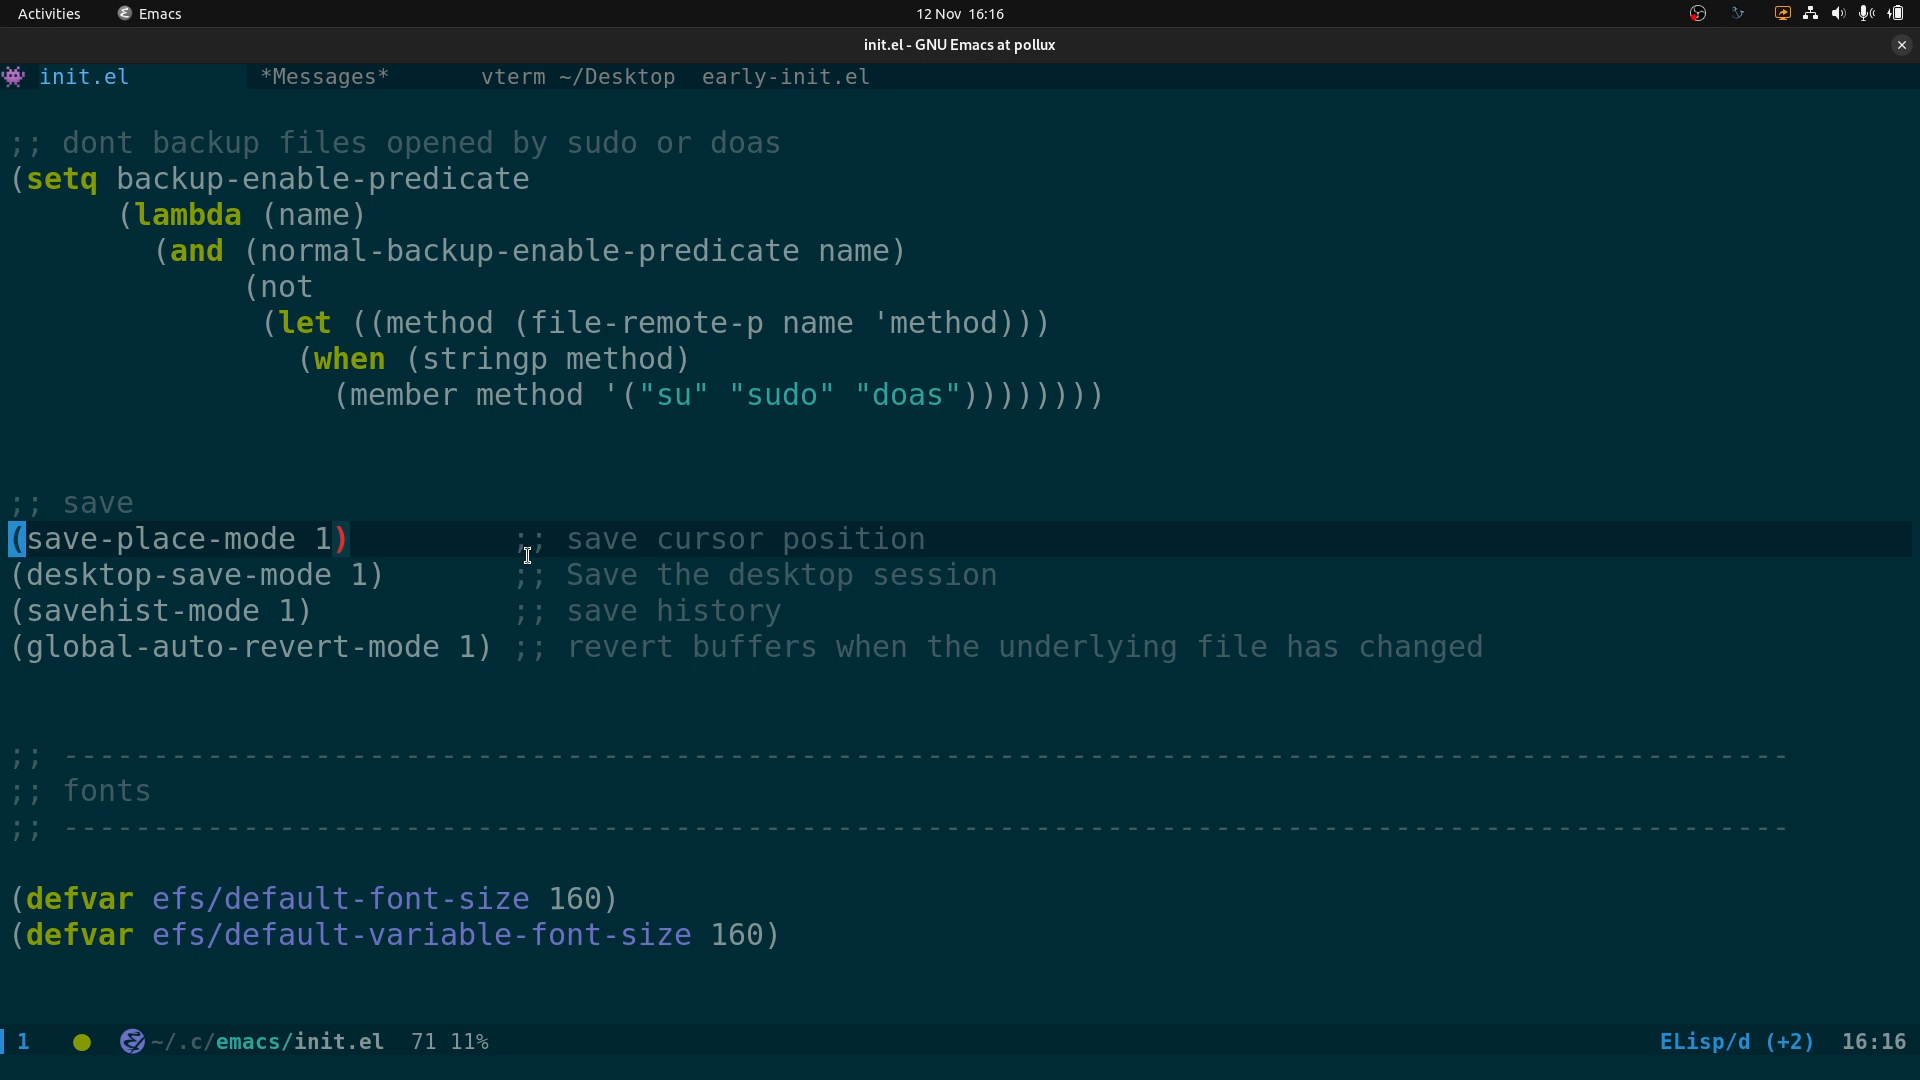 Activities Emacs 12 Nov 16:16
init.el - GNU Emacs at pollux
init.el *Messages* vterm ~/Desktop early-init.el
;; dont backup files opened by sudo or doas
(setq backup-enable-predicate
      (lambda (name)
        (and (normal-backup-enable-predicate name)
             (not
              (let ((method (file-remote-p name 'method)))
                (when (stringp method)
                  (member method '("su" "sudo" "doas"))))))))
;; save
(save-place-mode 1)         ;; save cursor position
(desktop-save-mode 1)       ;; Save the desktop session
(savehist-mode 1)           ;; save history
(global-auto-revert-mode 1) ;; revert buffers when the underlying file has changed
;; ------------------------------------------------------------------------------------------------
;; fonts
;; ------------------------------------------------------------------------------------------------
(defvar efs/default-font-size 160)
(defvar efs/default-variable-font-size 160)
1 ~/.c/emacs/init.el 71 11% ELisp/d (+2) 16:16